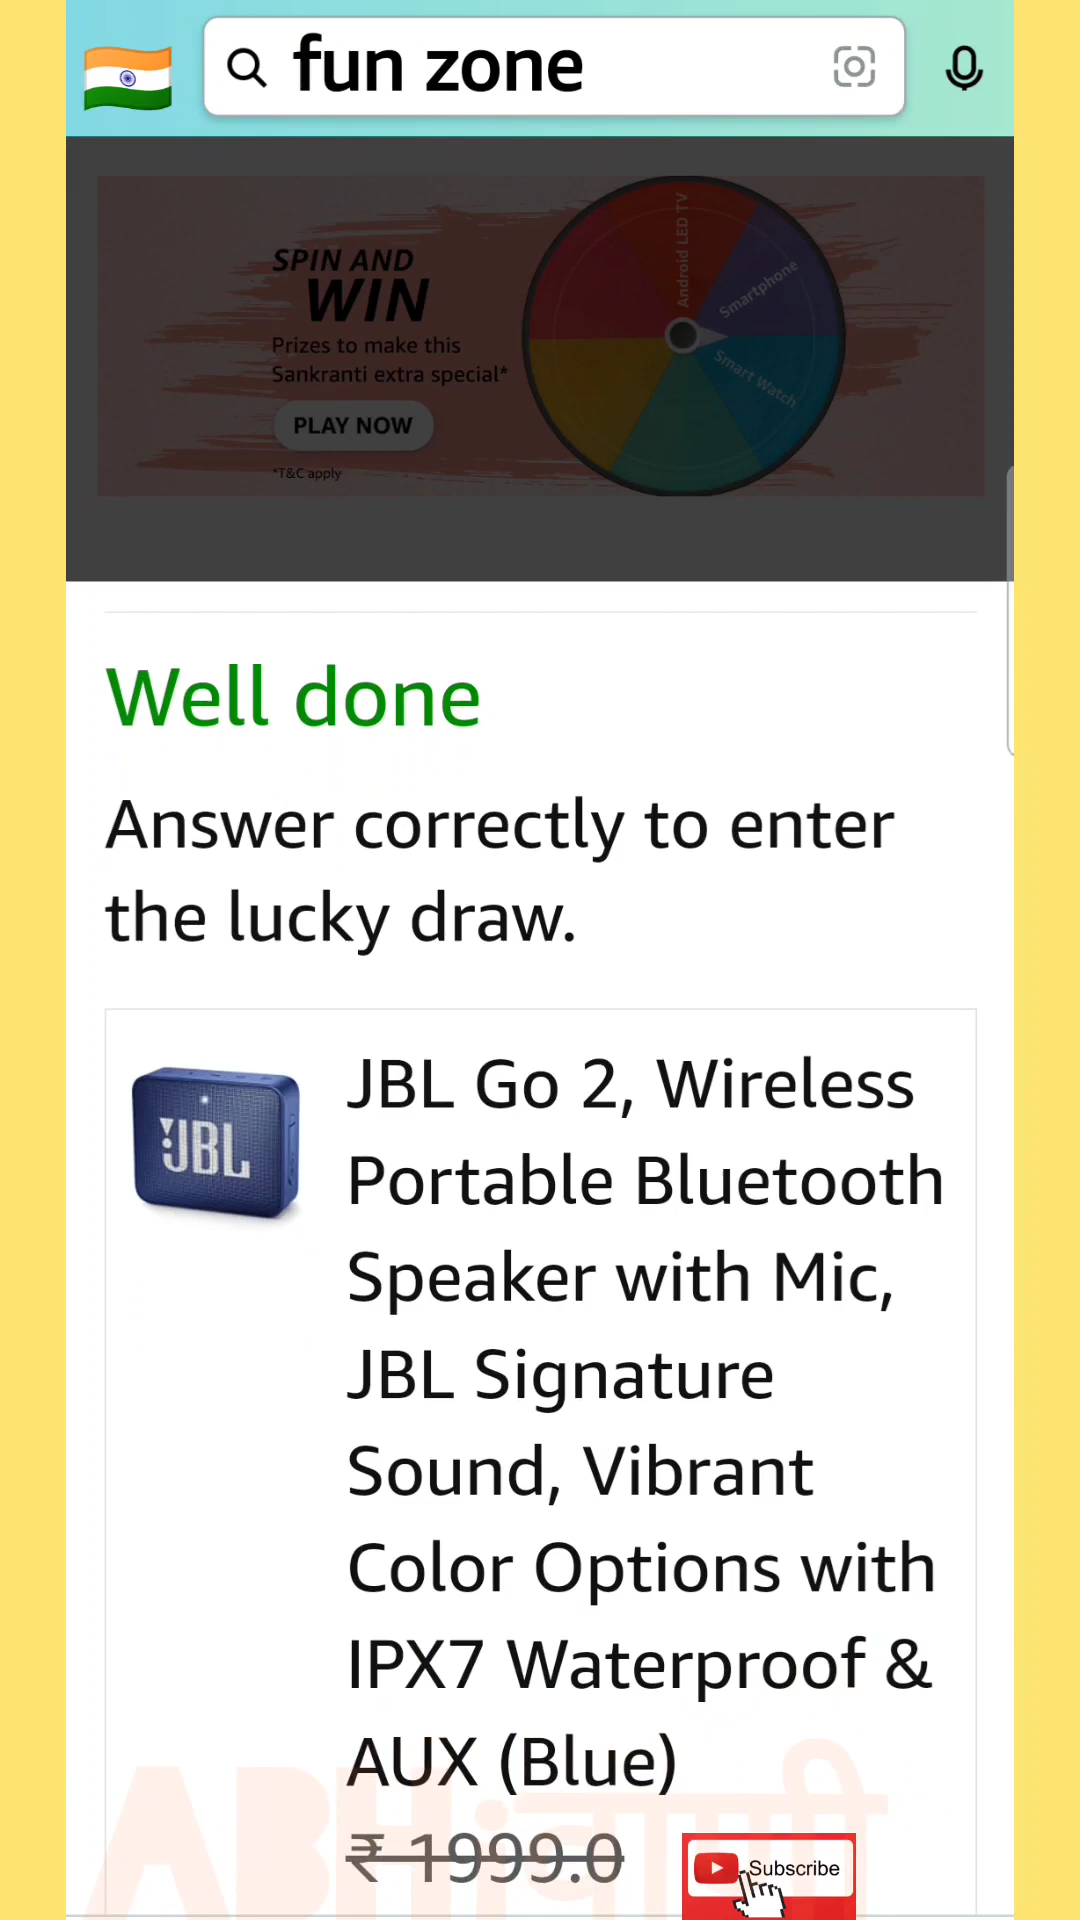 fun zone
SPIN AND
WIN
Prizes to make this
Sankranti extra special*
PLAY NOW
*T&C apply
Android LED TV
Smartphone
Smart Watch
Well done
Answer correctly to enter
the lucky draw.
JBL
JBL Go 2, Wireless
Portable Bluetooth
Speaker with Mic,
JBL Signature
Sound, Vibrant
Color Options with
IPX7 Waterproof &
AUX (Blue)
₹ 1999.0
ABHिवाणी
Subscribe